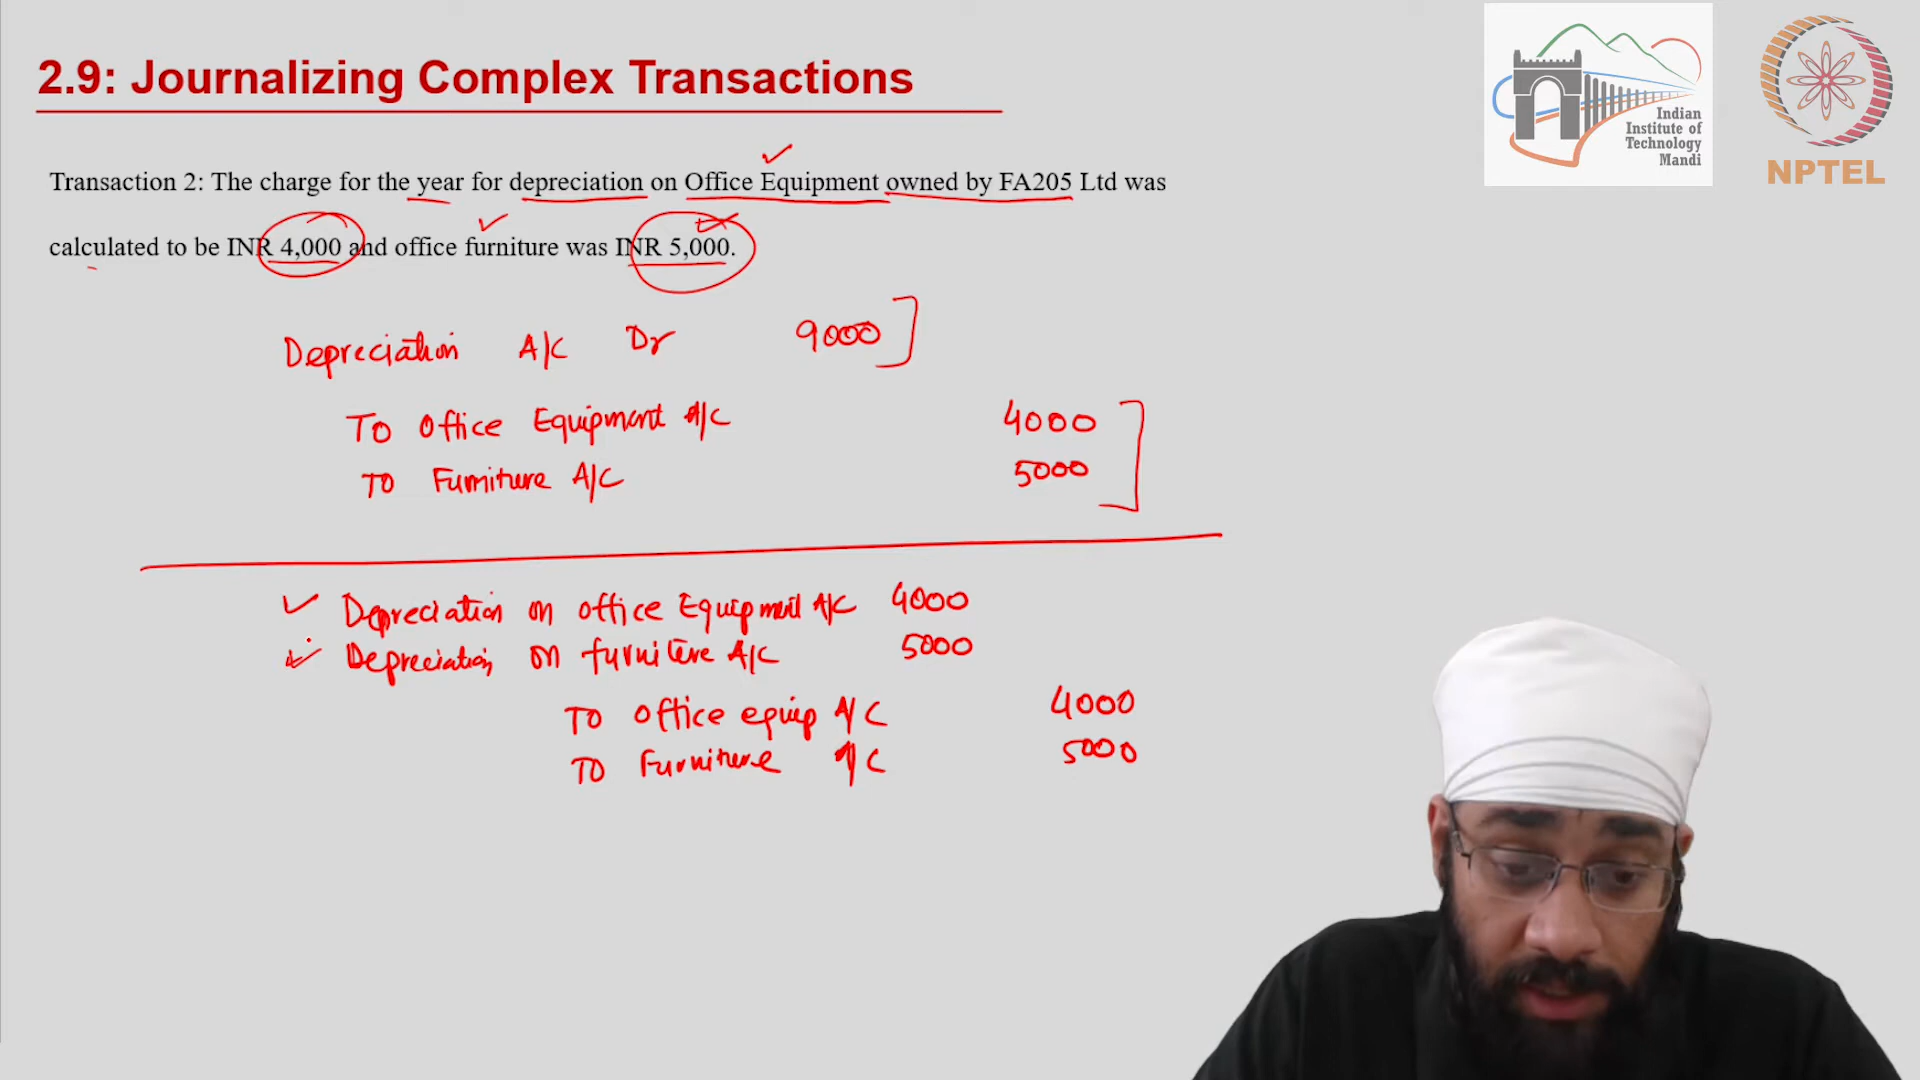 2.9: Journalizing Complex Transactions
Indian
Institute of
Technology
Mandi
NPTEL
Transaction 2: The charge for the year for depreciation on Office Equipment owned by FA205 Ltd was
calculated to be INR 4,000 and office furniture was INR 5,000.
Depreciation A/C Dr 9000
To Office Equipment A/C 4000
To Furniture A/C 5000
Depreciation on office Equipment A/C 4000
Depreciation on furniture A/C 5000
To Office equip A/C 4000
To Furniture A/C 5000